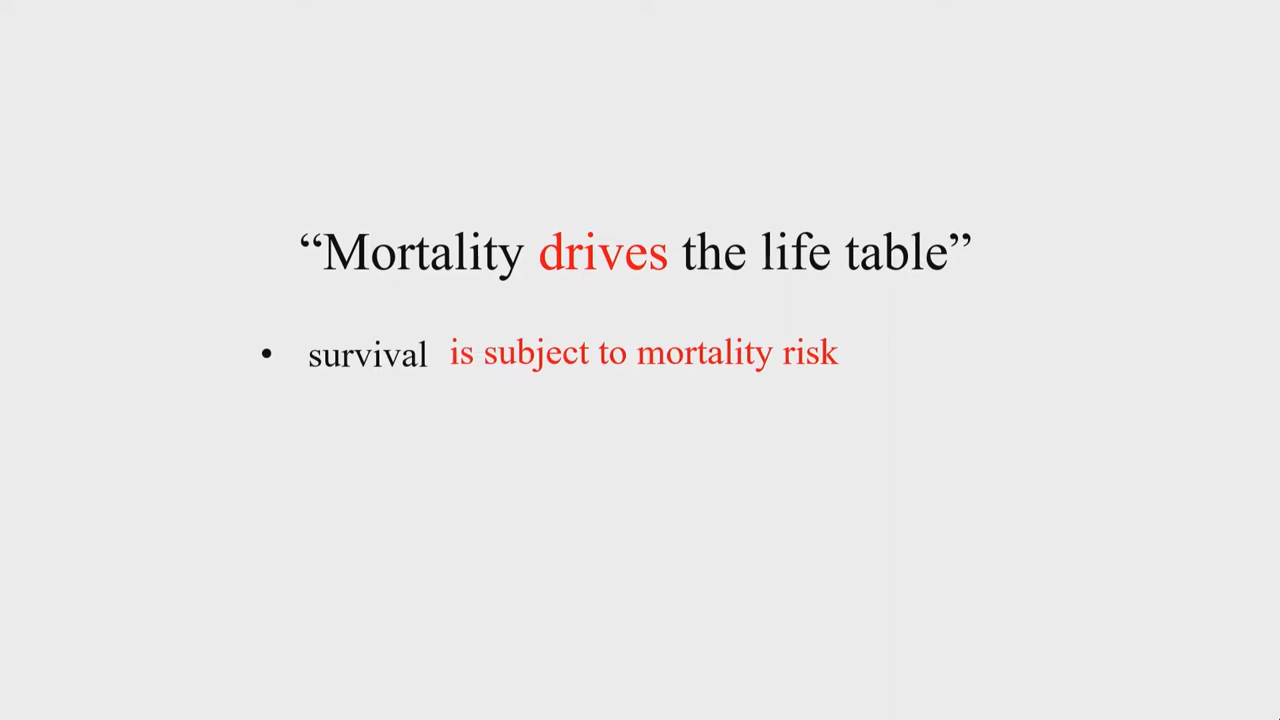 “Mortality drives the life table”
• survival is subject to mortality risk